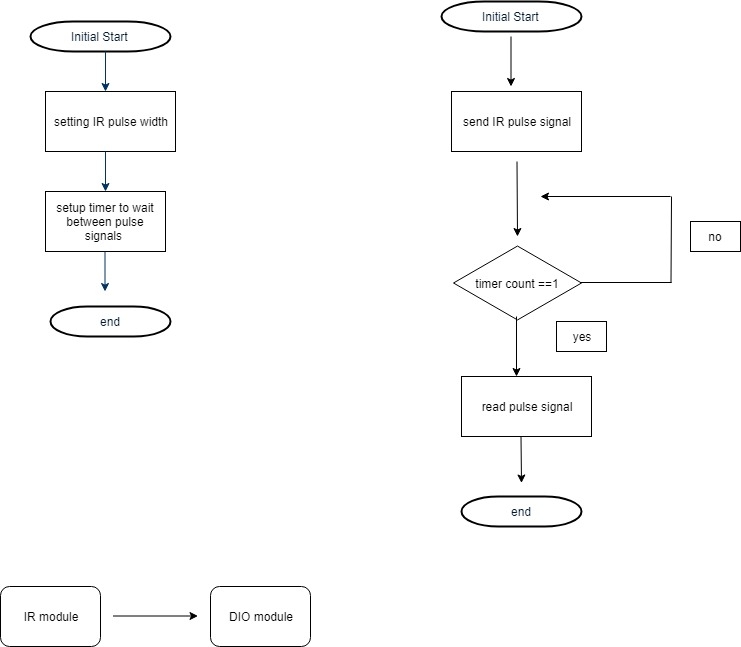 Initial Start
setting IR pulse width
setup timer to wait
between pulse
signals
end
Initial Start
send IR pulse signal
timer count ==1
no
yes
read pulse signal
end
IR module
DIO module